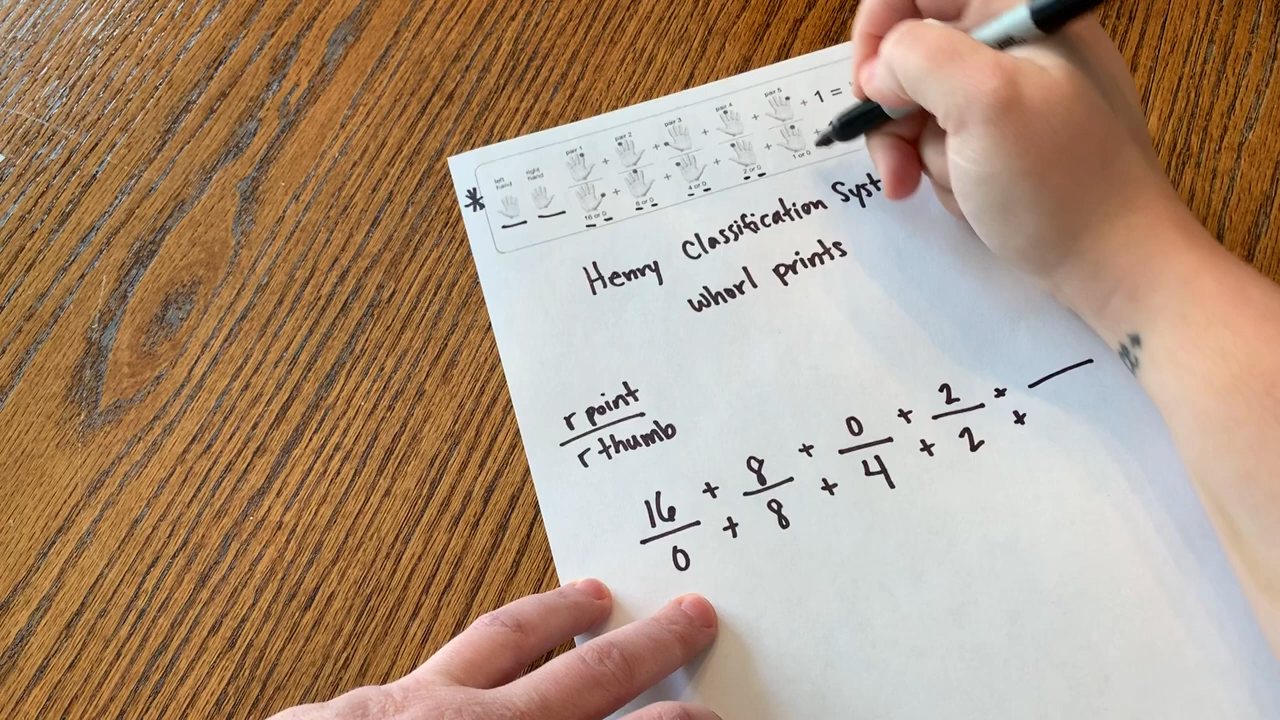 pair 1 + pair 2 + pair 3 + pair 4 + pair 5 + 1 =
left hand right hand
16 or 0 + 8 or 0 + 4 or 0 + 2 or 0 + 1 or 0
*
Henry Classification Syst
whorl prints
r point
r thumb
16 + 8 + 0 + 2 +
0 + 8 + 4 + 2 +